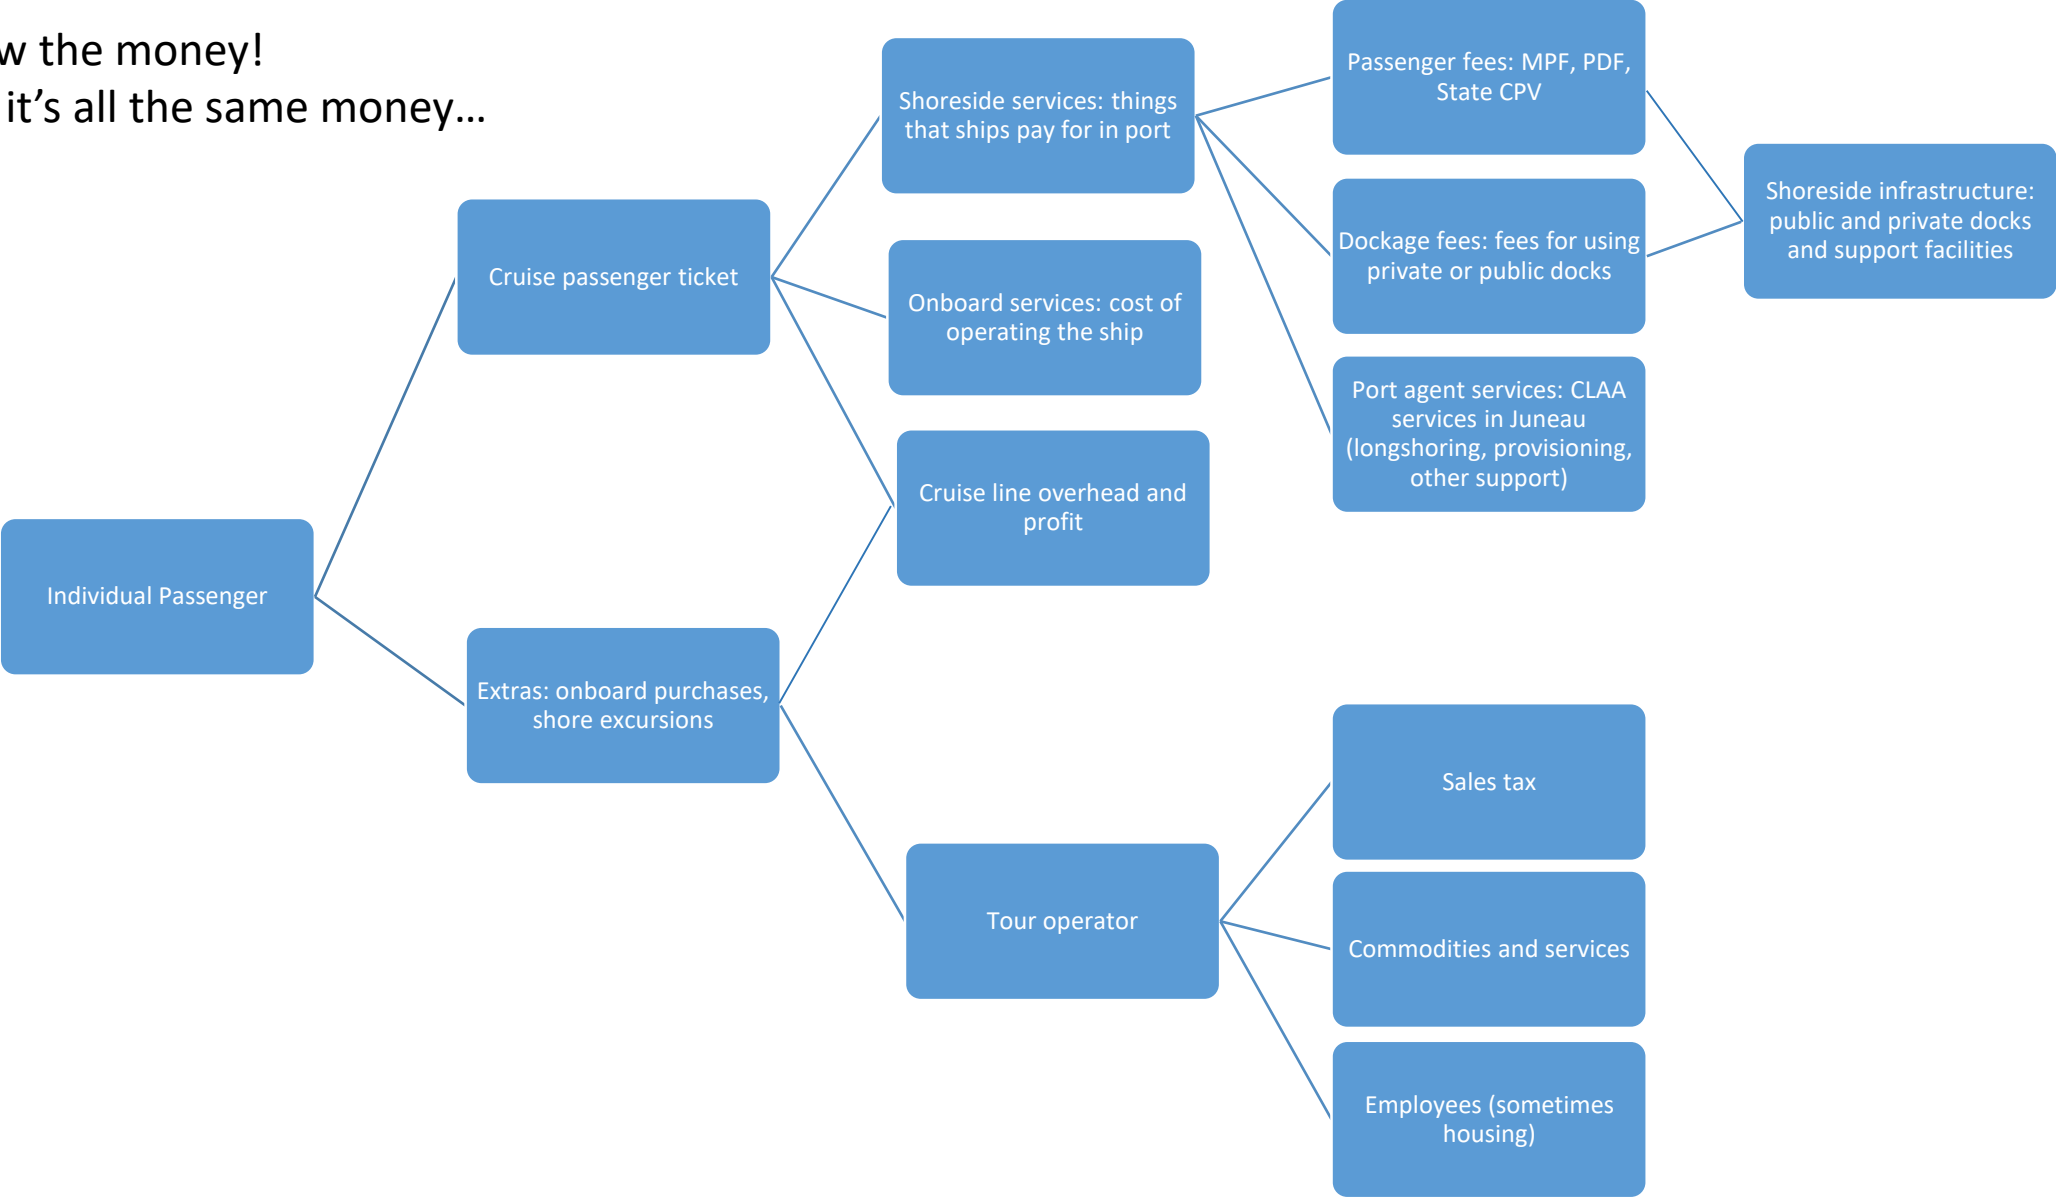 the money!
it's all the same money...
Shoreside services: things
that ships pay for in port
Passenger fees: MPF, PDF,
State CPV
Shoreside infrastructure:
public and private docks
and support facilities
Cruise passenger ticket
Dockage fees: fees for using
private or public docks
Onboard services: cost of
operating the ship
Port agent services: CLAA
services in Juneau
(longshoring, provisioning,
other support)
Cruise line overhead and
profit
Individual Passenger
Extras: onboard purchases,
shore excursions
Sales tax
Tour operator
Commodities and services
Employees (sometimes
housing)